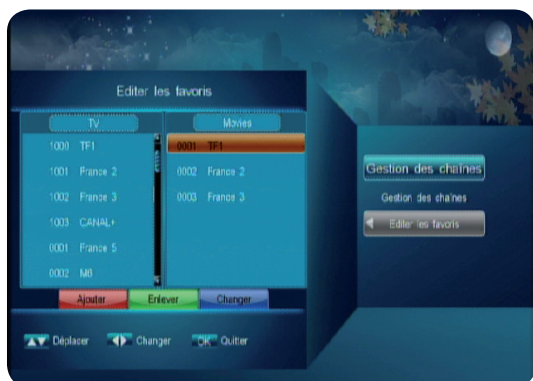 Editer les favoris
TV
1000 TF1
1001 France 2
1002 France 3
1003 CANAL+
0001 France 5
0002 M6
Movies
0001 TF1
0002 France 2
0003 France 3
Ajouter Enlever Changer
Déplacer Changer OK Quitter
Gestion des chaînes
Gestion des chaînes
Editer les favoris